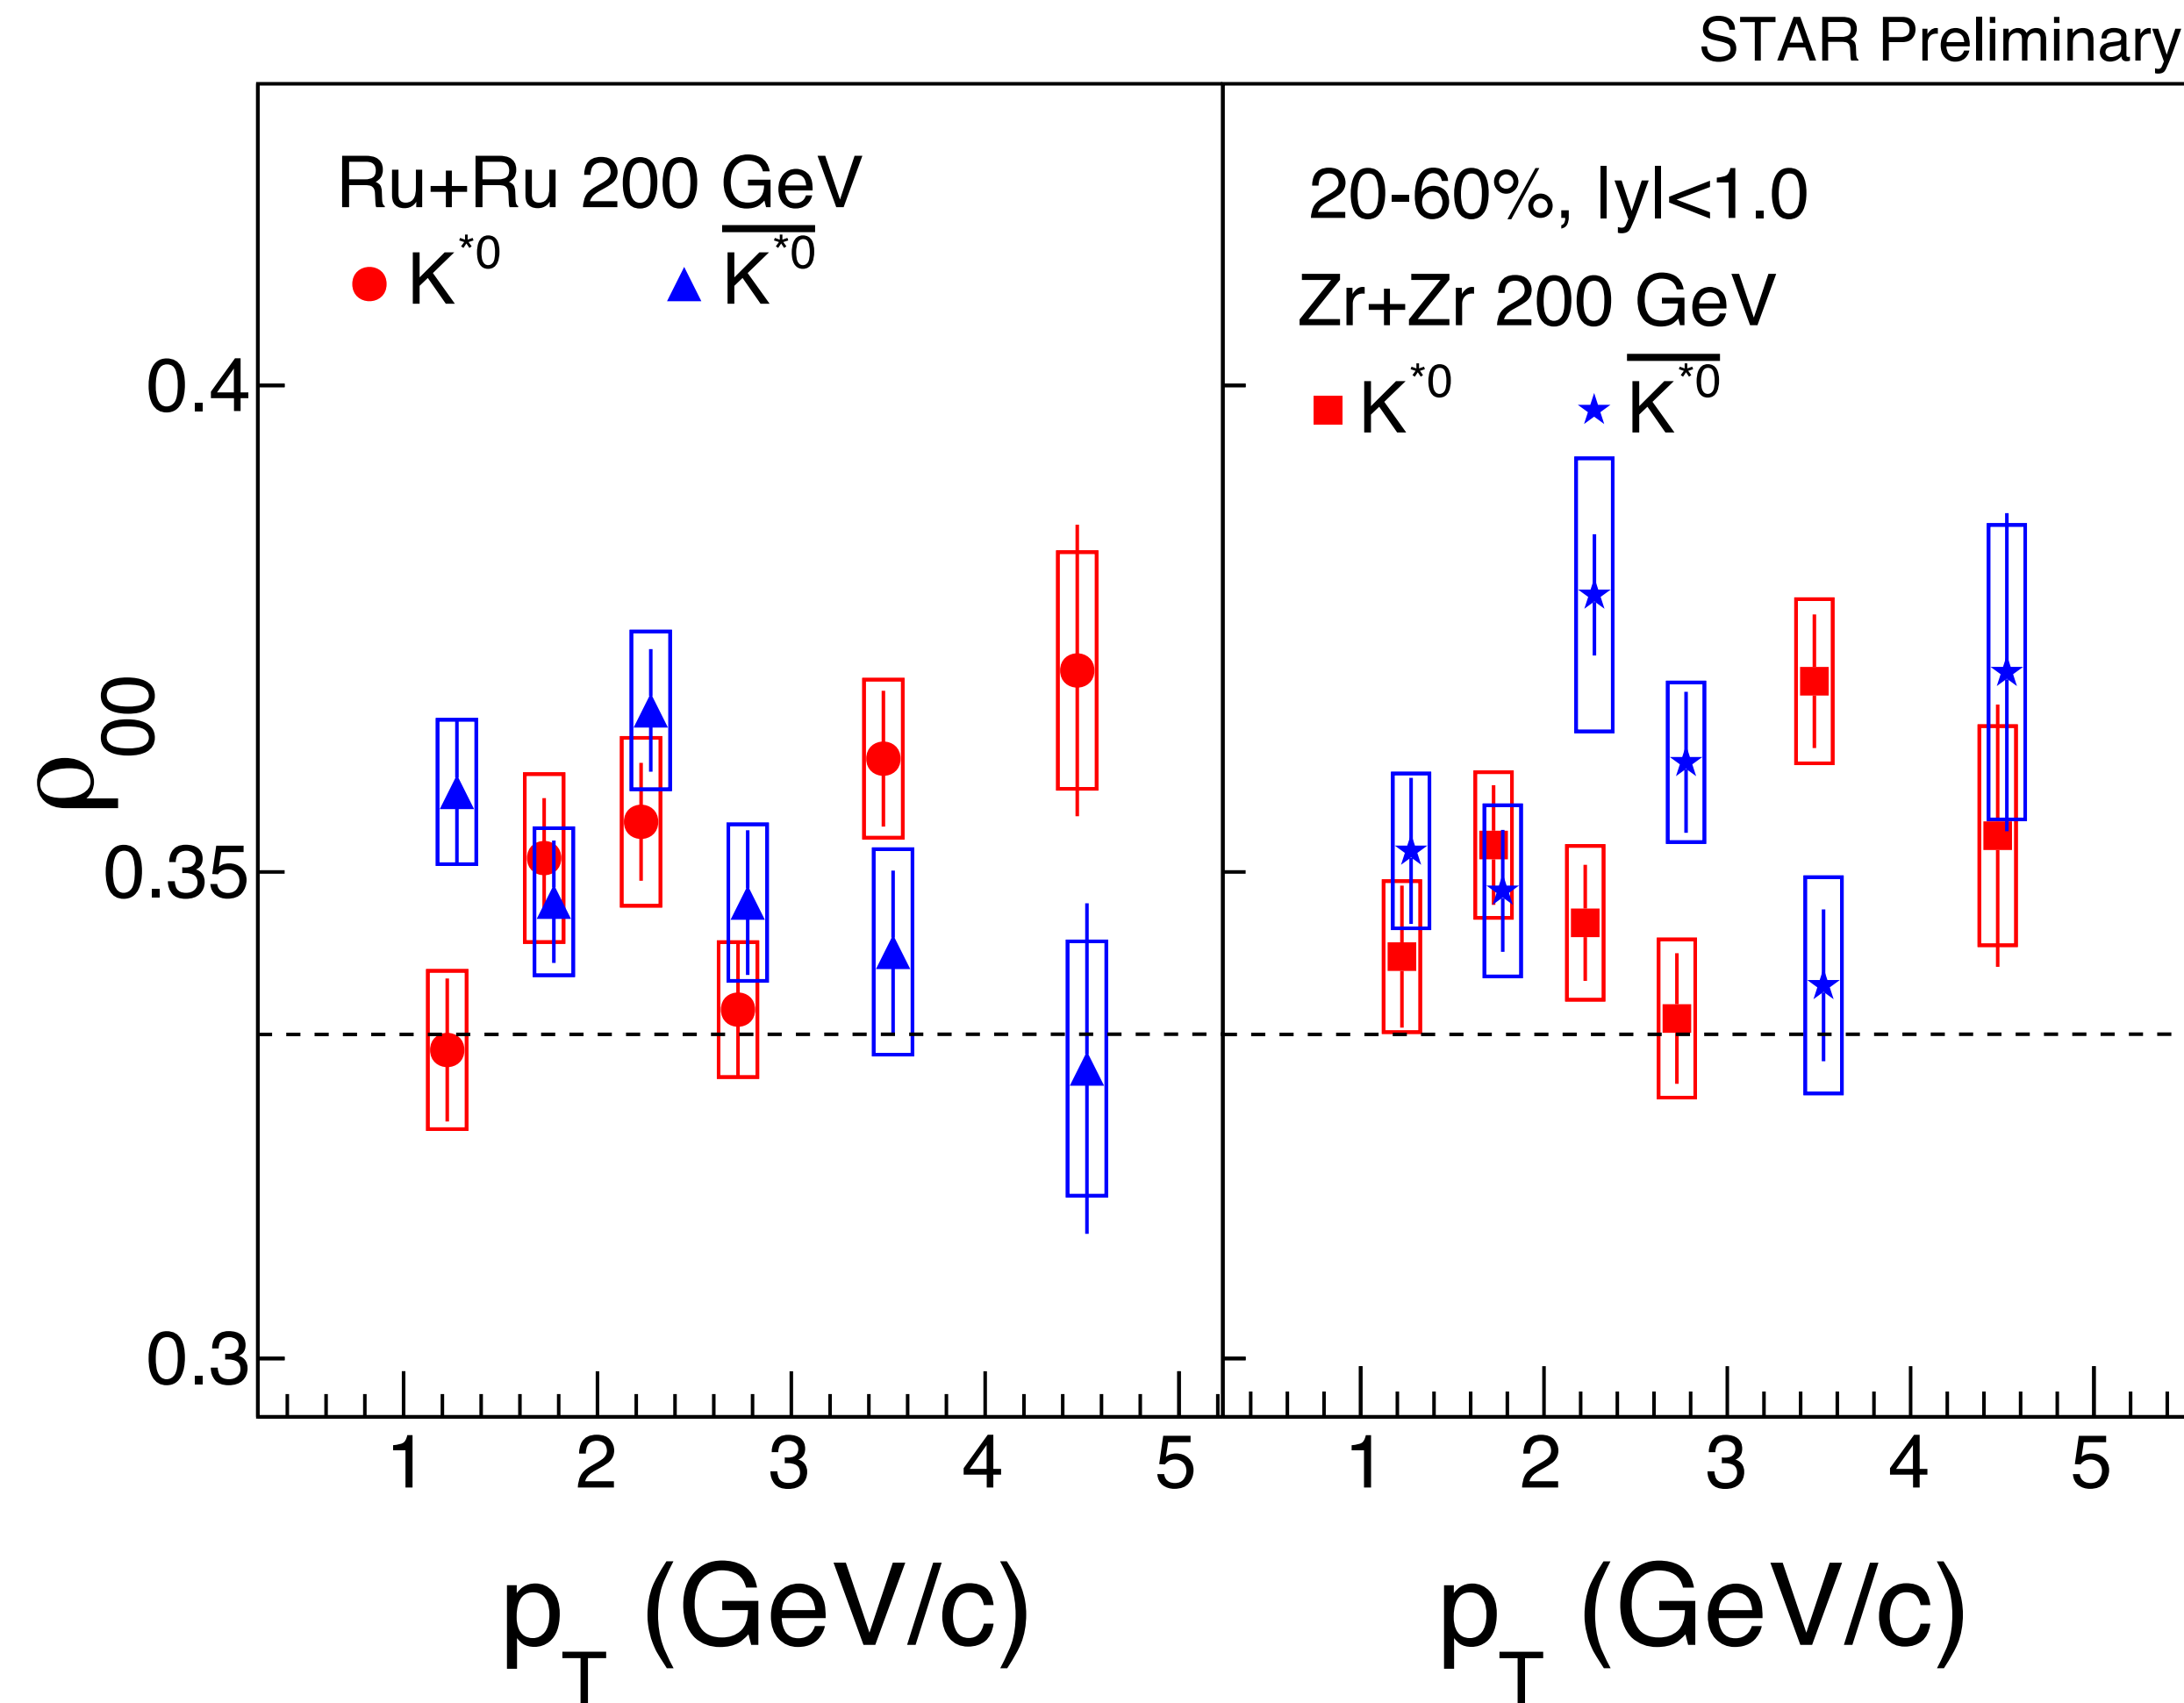 STAR Preliminary
Ru+Ru 200 GeV
K*0 K̅*̅0̅
20-60%, |y|<1.0
Zr+Zr 200 GeV
K*0 K̅*̅0̅
ρ00
0.4
0.35
0.3
1 2 3 4 5
1 2 3 4 5
pT (GeV/c)
pT (GeV/c)